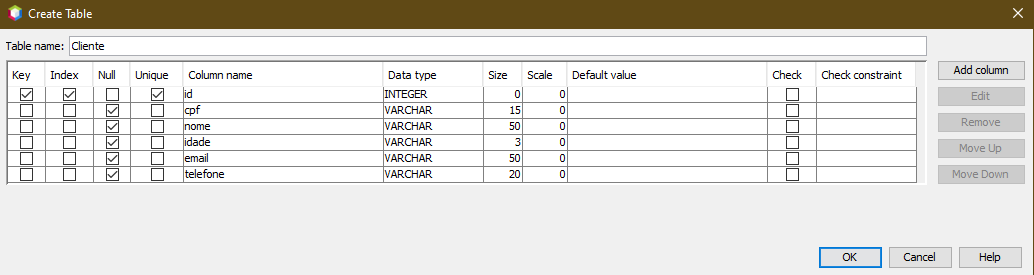 Create Table
Table name: Cliente
Key Index Null Unique Column name Data type Size Scale Default value Check Check constraint
id INTEGER 0 0
cpf VARCHAR 15 0
nome VARCHAR 50 0
idade VARCHAR 3 0
email VARCHAR 50 0
telefone VARCHAR 20 0
Add column
Edit
Remove
Move Up
Move Down
OK Cancel Help